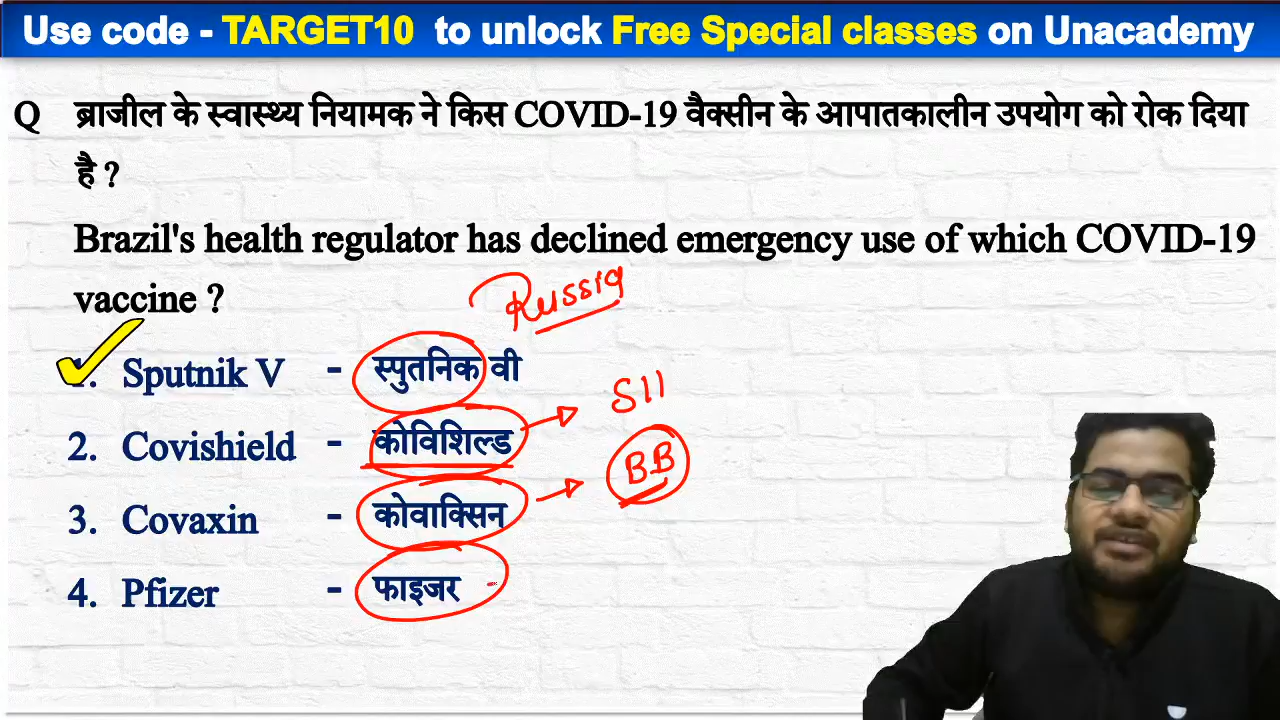 Use code - TARGET10 to unlock Free Special classes on Unacademy
Q ब्राजील के स्वास्थ्य नियामक ने किस COVID-19 वैक्सीन के आपातकालीन उपयोग को रोक दिया
है ?
Brazil's health regulator has declined emergency use of which COVID-19
vaccine ?
Russia
1. Sputnik V - स्पुतनिक वी
2. Covishield - कोविशिल्ड
SII
3. Covaxin - कोवाक्सिन
BB
4. Pfizer - फाइजर